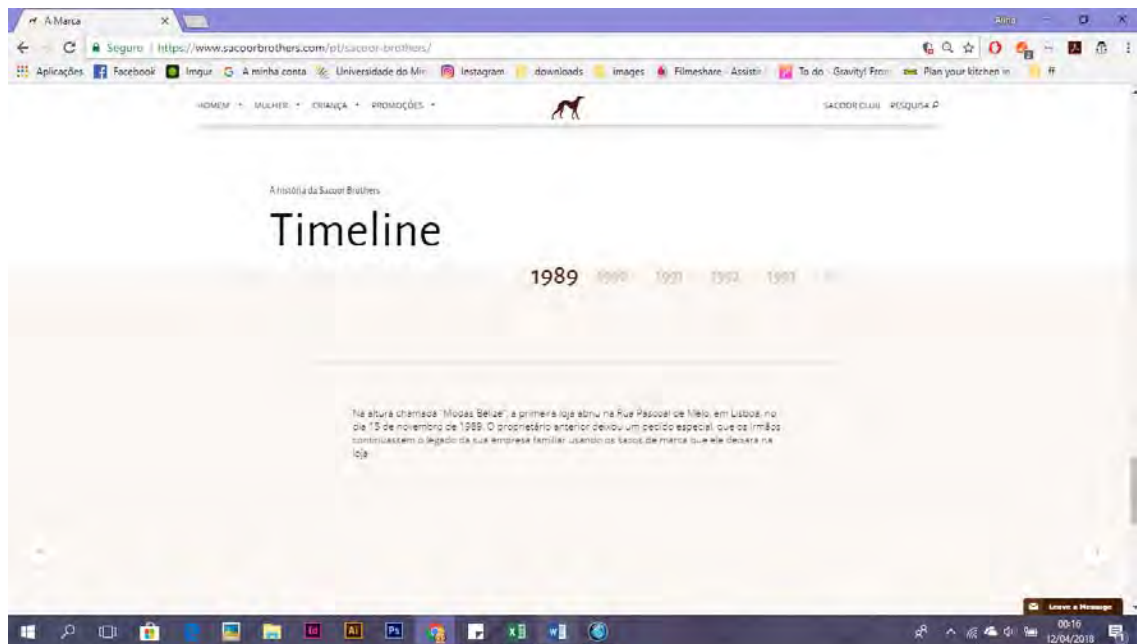 A Marca
Anna
Seguro | https://www.sacoorbrothers.com/pt/sacoor-brothers/
Aplicações Facebook Imgur A minha conta Universidade do Mi Instagram downloads images Filmeshare - Assistir To do Gravity! Plan your kitchen in ff
HOMEM MULHER CRIANÇA PROMOÇÕES SACOOR CLUB PESQUISA
A história da Sacoor Brothers
Timeline
1989 1990 1991 1992 1993
Na altura chamada "Modas Belize", a primeira loja abriu na Rua Pascoal de Melo, em Lisboa, no
dia 15 de novembro de 1989. O proprietário anterior deixou um pedido especial, que os irmãos
continuassem o legado da sua empresa familiar usando os sacos de marca que ele deixara na
loja
Leave a Message
00:16
12/04/2018